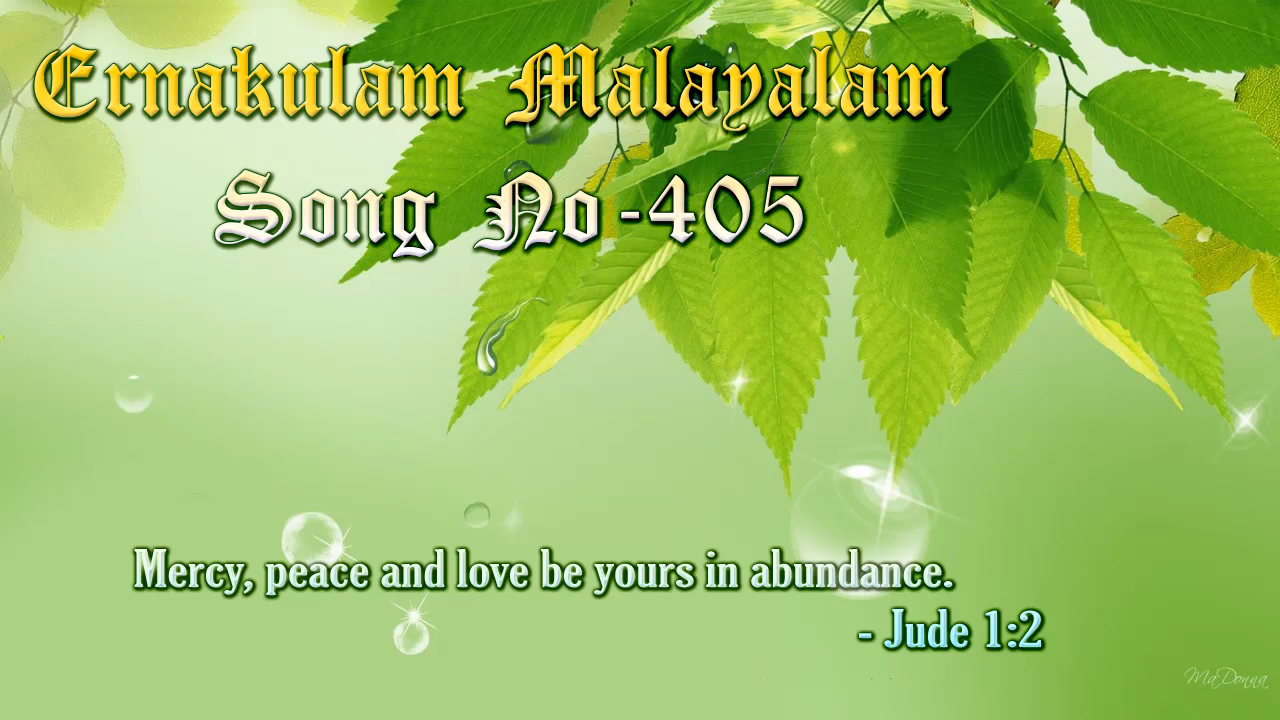 Ernakulam Malayalam
Song No -405
Mercy, peace and love be yours in abundance.
- Jude 1:2
MaDonna